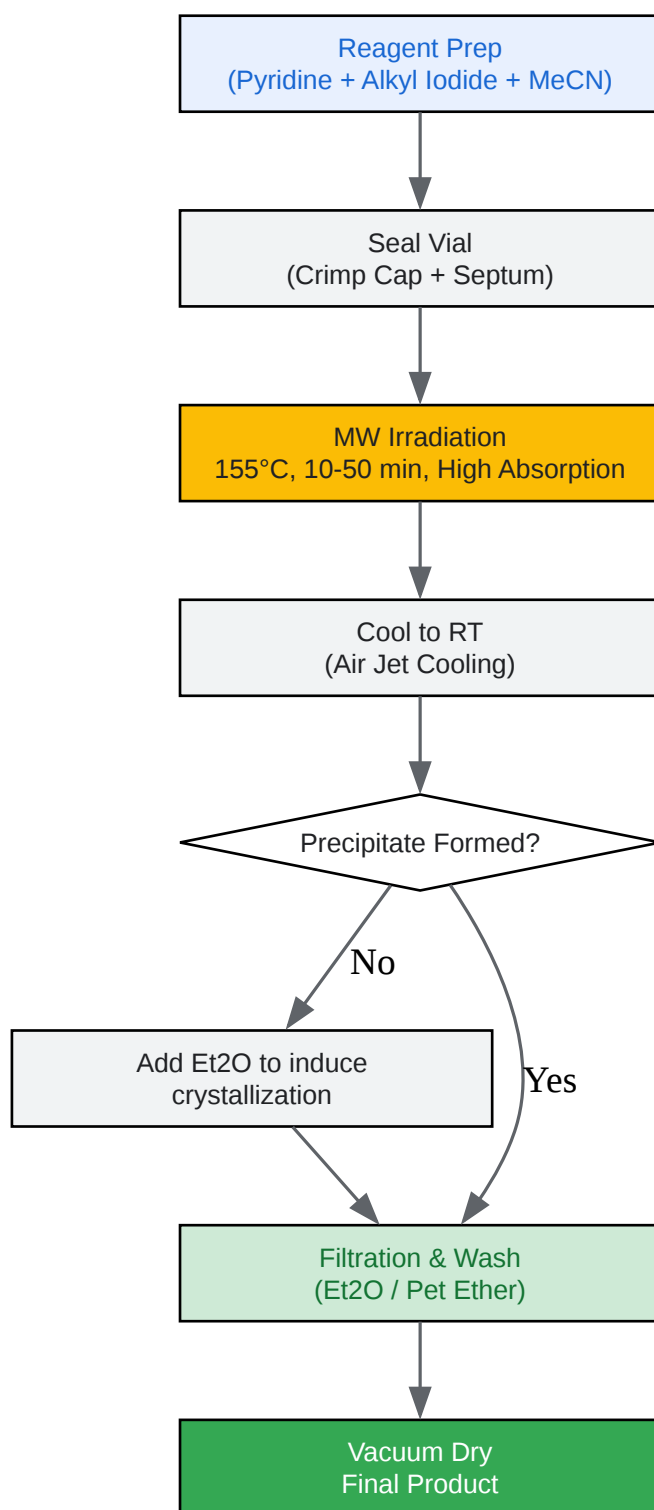 Reagent Prep
(Pyridine + Alkyl Iodide + MeCN)
Seal Vial
(Crimp Cap + Septum)
MW Irradiation
155°C, 10-50 min, High Absorption
Cool to RT
(Air Jet Cooling)
Precipitate Formed?
No
Add Et2O to induce
crystallization
Yes
Filtration & Wash
(Et2O / Pet Ether)
Vacuum Dry
Final Product